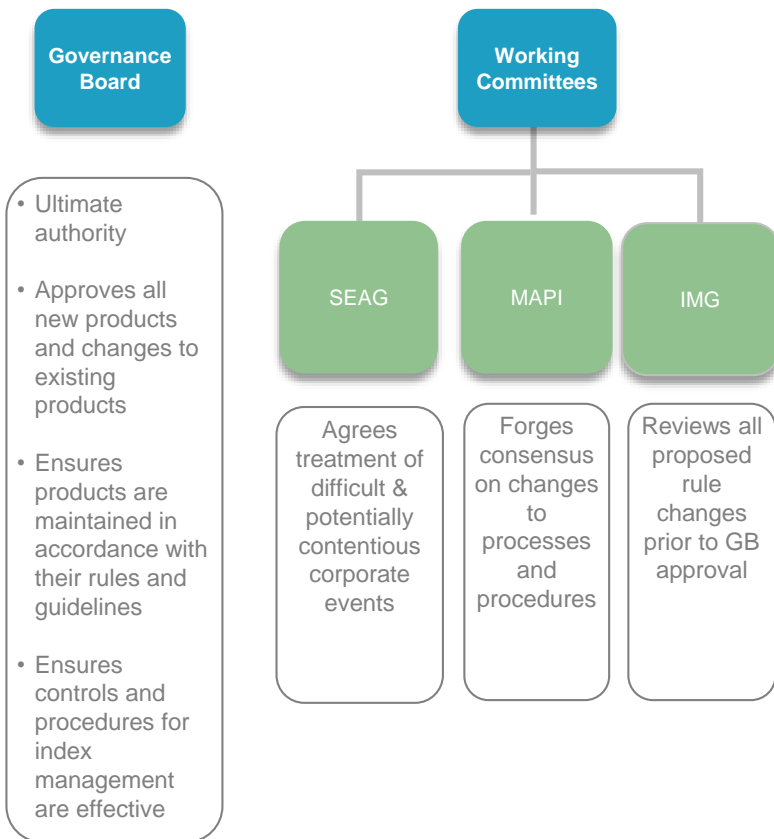 Governance
Board
• Ultimate
authority
• Approves all
new products
and changes to
existing
products
• Ensures
products are
maintained in
accordance with
their rules and
guidelines
• Ensures
controls and
procedures for
index
management
are effective
Working
Committees
SEAG
MAPI
IMG
Agrees
treatment of
difficult &
potentially
contentious
corporate
events
Forges
consensus
on changes
to
processes
and
procedures
Reviews all
proposed
rule
changes
prior to GB
approval